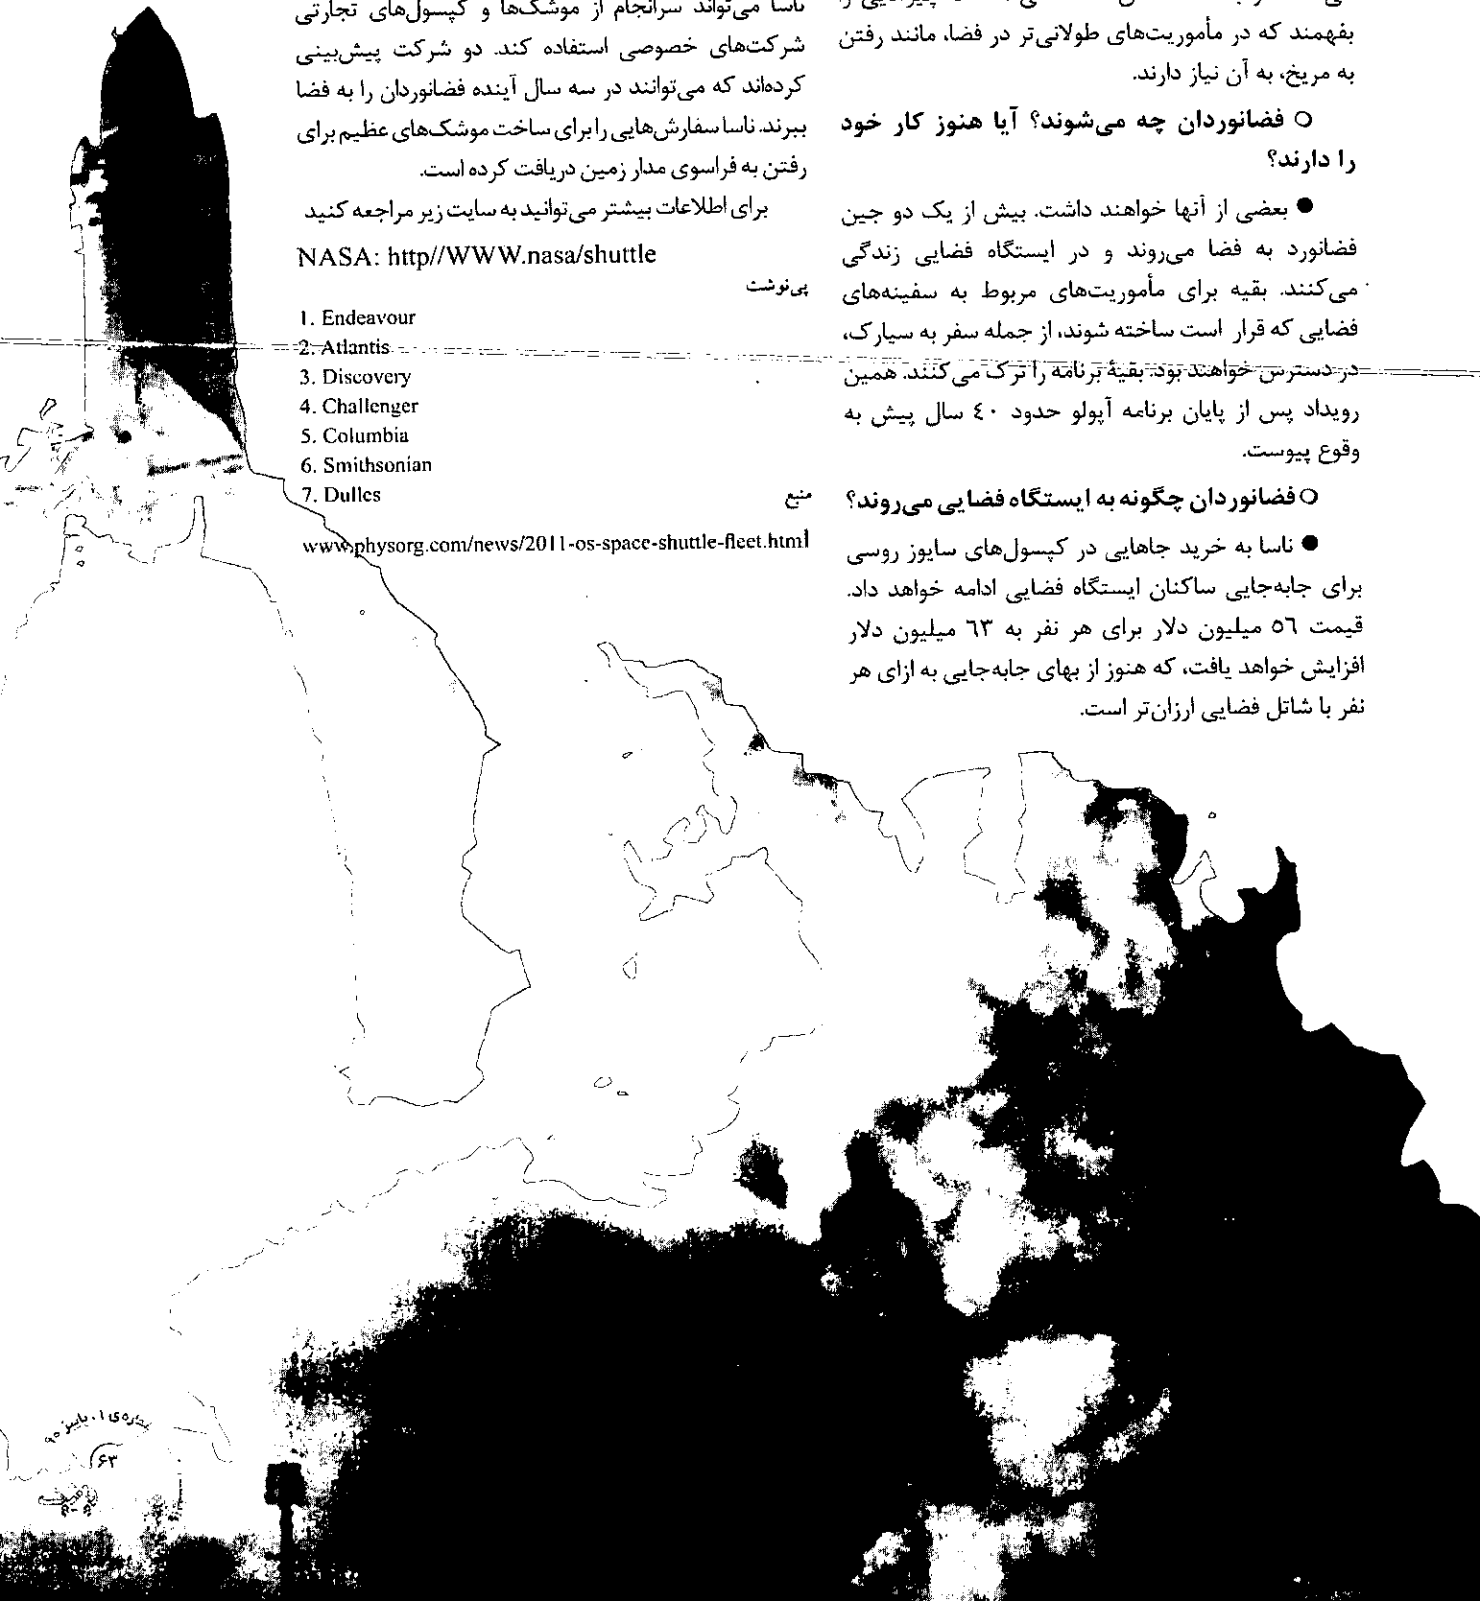 بفهمند که در مأموریت‌های طولانی‌تر در فضا، مانند رفتن
به مریخ، به آن نیاز دارند.
○ فضانوردان چه می‌شوند؟ آیا هنوز کار خود
را دارند؟
● بعضی از آنها خواهند داشت. بیش از یک دو جین
فضانورد به فضا می‌روند و در ایستگاه فضایی زندگی
می‌کنند. بقیه برای مأموریت‌های مربوط به سفینه‌های
فضایی که قرار است ساخته شوند، از جمله سفر به سیارک،
در دسترس خواهند بود. بقیهٔ برنامه را ترک می‌کنند. همین
رویداد پس از پایان برنامه آپولو حدود ٤٠ سال پیش به
وقوع پیوست.
○ فضانوردان چگونه به ایستگاه فضایی می‌روند؟
● ناسا به خرید جاهایی در کپسول‌های سایوز روسی
برای جابه‌جایی ساکنان ایستگاه فضایی ادامه خواهد داد.
قیمت ٥٦ میلیون دلار برای هر نفر به ٦٣ میلیون دلار
افزایش خواهد یافت، که هنوز از بهای جابه‌جایی به ازای هر
نفر با شاتل فضایی ارزان‌تر است.
ناسا می‌تواند سرانجام از موشک‌ها و کپسول‌های تجارتی
شرکت‌های خصوصی استفاده کند. دو شرکت پیش‌بینی
کرده‌اند که می‌توانند در سه سال آینده فضانوردان را به فضا
ببرند. ناسا سفارش‌هایی را برای ساخت موشک‌های عظیم برای
رفتن به فراسوی مدار زمین دریافت کرده است.
برای اطلاعات بیشتر می‌توانید به سایت زیر مراجعه کنید
NASA: http//WWW.nasa/shuttle
پی‌نوشت
1. Endeavour
2. Atlantis
3. Discovery
4. Challenger
5. Columbia
6. Smithsonian
7. Dulles
منبع
www.physorg.com/news/2011-os-space-shuttle-fleet.html
شماره‌ی ۱، پاییز ۹۰
۶۳